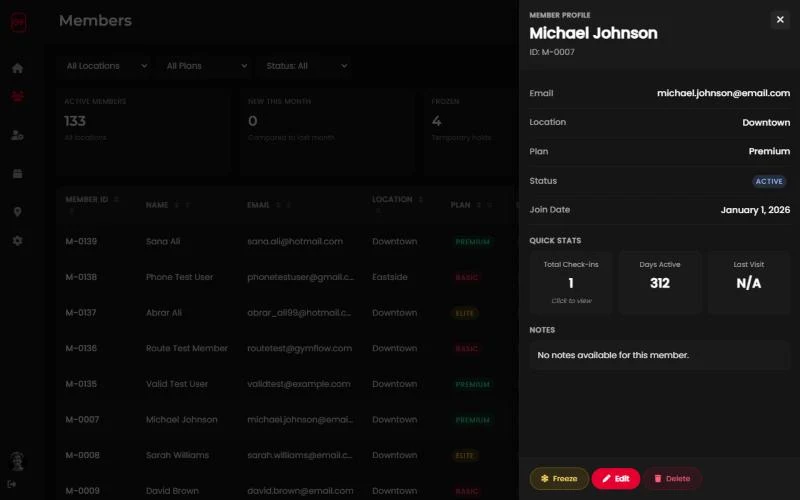 Members
All Locations
All Plans
Status: All
ACTIVE MEMBERS
133
All locations
NEW THIS MONTH
0
Compared to last month
FROZEN
4
Temporary holds
MEMBER ID NAME EMAIL LOCATION PLAN
M-0139 Sana Ali sana.ali@hotmail.com Downtown PREMIUM
M-0138 Phone Test User phonetestuser@gmail.c... Eastside BASIC
M-0137 Abrar Ali abrar_ali99@hotmail.c... Downtown ELITE
M-0136 Route Test Member routetest@gymflow.com Downtown BASIC
M-0135 Valid Test User validtest@example.com Downtown PREMIUM
M-0007 Michael Johnson michael.johnson@emai... Downtown PREMIUM
M-0008 Sarah Williams sarah.williams@email.com Downtown ELITE
M-0009 David Brown david.brown@email.com Downtown BASIC
MEMBER PROFILE
Michael Johnson
ID: M-0007
Email michael.johnson@email.com
Location Downtown
Plan Premium
Status ACTIVE
Join Date January 1, 2026
QUICK STATS
Total Check-ins
1
Click to view
Days Active
312
Last Visit
N/A
NOTES
No notes available for this member.
Freeze
Edit
Delete